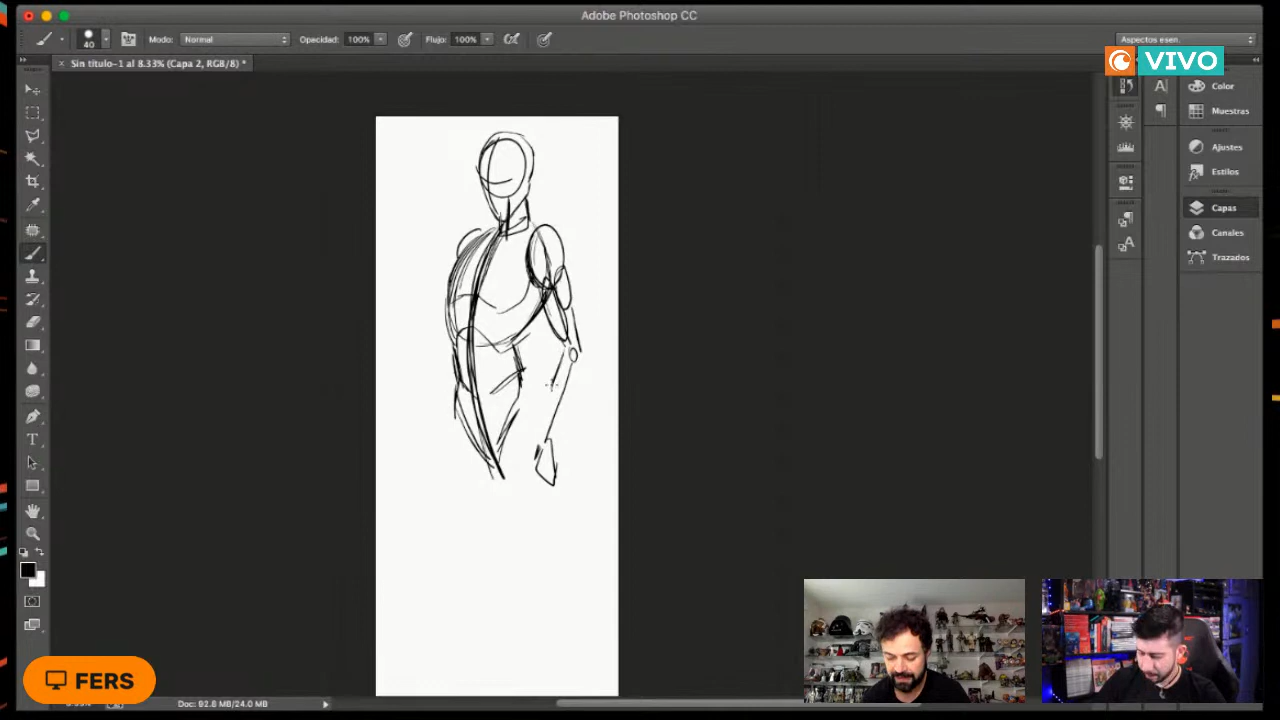 Adobe Photoshop CC
40
Modo:
Normal
Opacidad:
100%
Flujo:
100%
Aspectos esen.
VIVO
Sin título-1 al 8.33% (Capa 2, RGB/8) *
Color
Muestras
Ajustes
Estilos
Capas
Canales
Trazados
FERS
Doc: 92.8 MB/24.0 MB